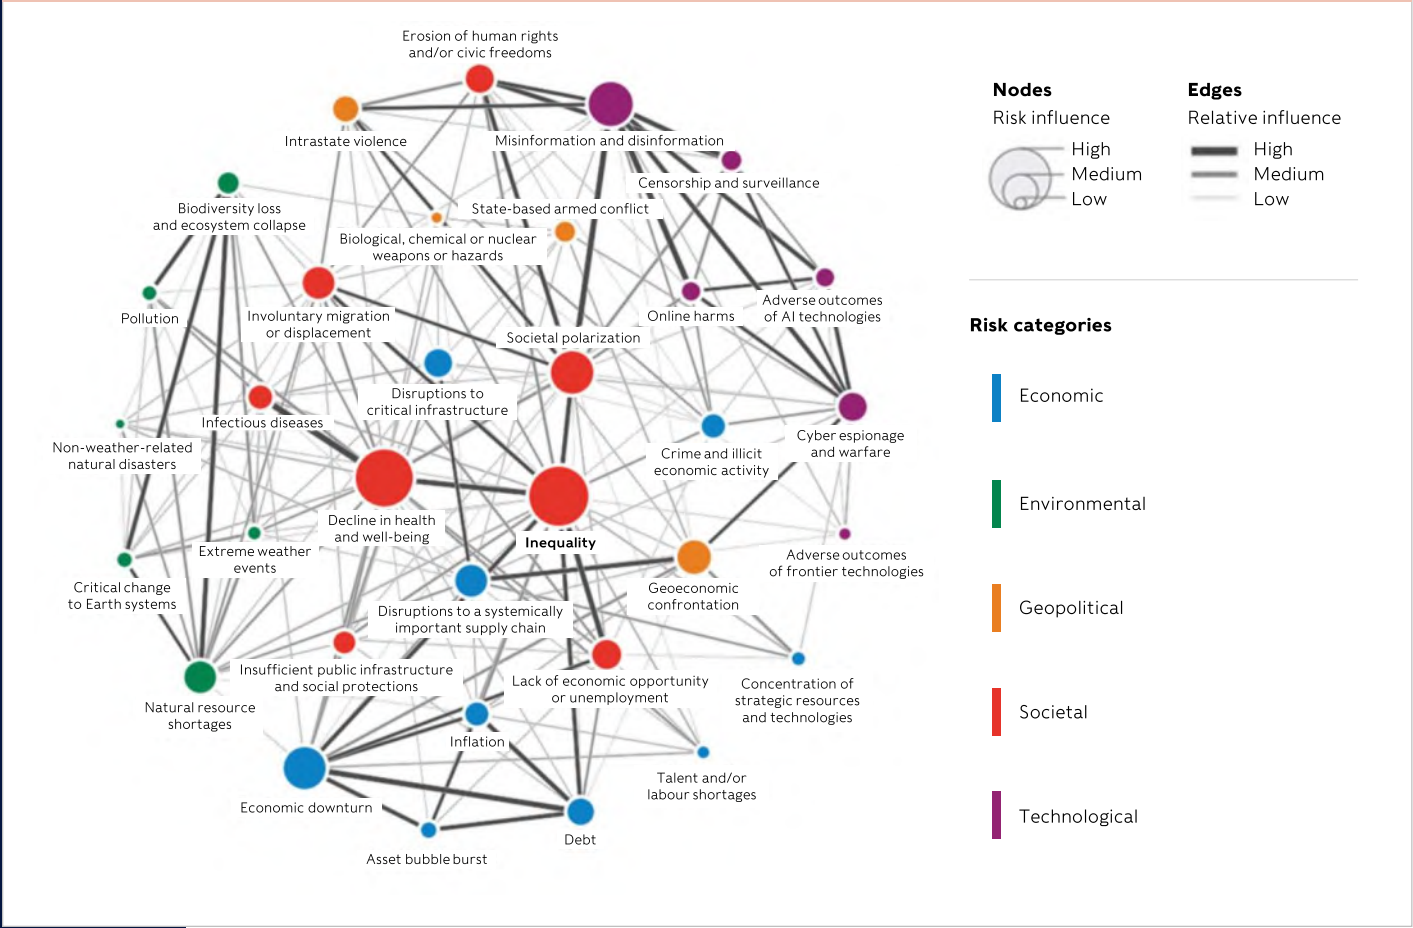 Erosion of human rights
and/or civic freedoms
Intrastate violence
Misinformation and disinformation
Censorship and surveillance
Biodiversity loss
and ecosystem collapse
State-based armed conflict
Biological, chemical or nuclear
weapons or hazards
Pollution
Involuntary migration
or displacement
Online harms
Adverse outcomes
of AI technologies
Societal polarization
Disruptions to
critical infrastructure
Infectious diseases
Non-weather-related
natural disasters
Crime and illicit
economic activity
Cyber espionage
and warfare
Decline in health
and well-being
Inequality
Extreme weather
events
Adverse outcomes
of frontier technologies
Critical change
to Earth systems
Geoeconomic
confrontation
Disruptions to a systemically
important supply chain
Insufficient public infrastructure
and social protections
Lack of economic opportunity
or unemployment
Concentration of
strategic resources
and technologies
Natural resource
shortages
Inflation
Talent and/or
labour shortages
Economic downturn
Debt
Asset bubble burst
Nodes
Risk influence
High
Medium
Low
Edges
Relative influence
High
Medium
Low
Risk categories
Economic
Environmental
Geopolitical
Societal
Technological